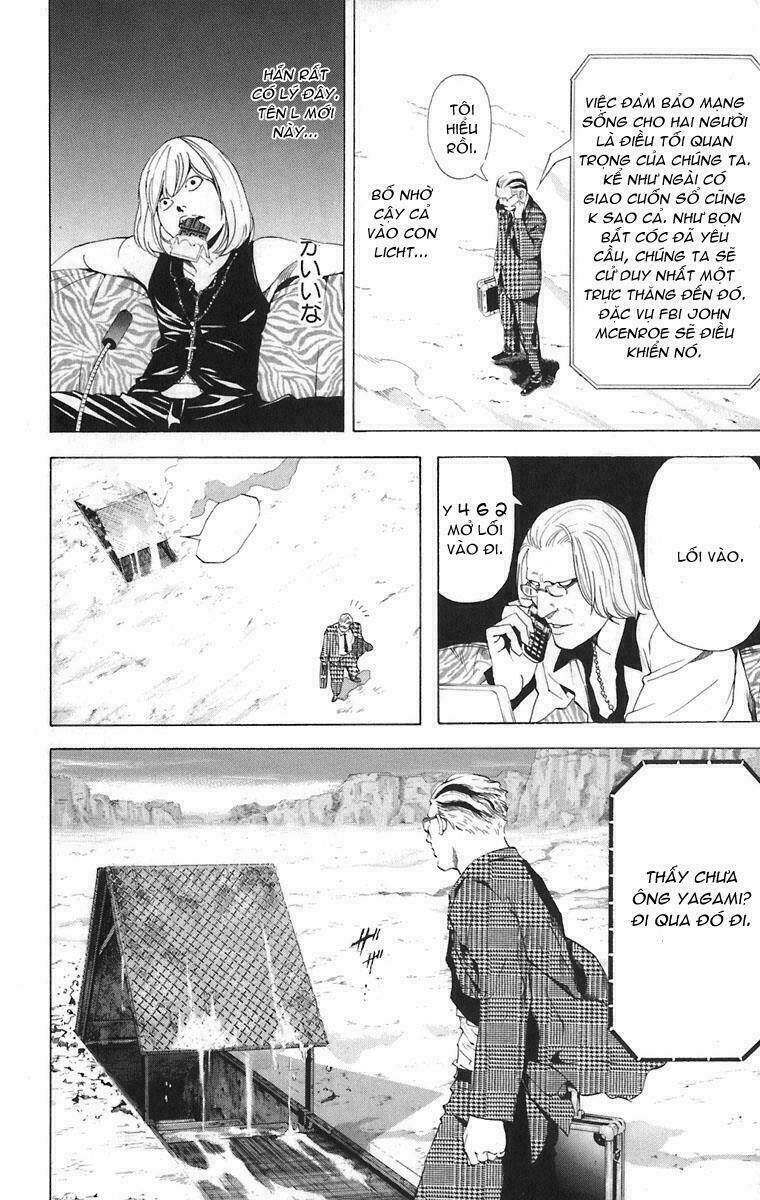 VIỆC ĐẢM BẢO MẠNG
SỐNG CHO HAI NGƯỜI
LÀ ĐIỀU TỐI QUAN
TRỌNG CỦA CHÚNG TA.
KỂ NHƯ NGÀI CÓ
GIAO CUỐN SỔ CŨNG
K SAO CẢ. NHƯ BỌN
BẮT CÓC ĐÃ YÊU
CẦU, CHÚNG TA SẼ
CỬ DUY NHẤT MỘT
TRỰC THĂNG ĐẾN ĐÓ.
ĐẶC VỤ FBI JOHN
MCENROE SẼ ĐIỀU
KHIỂN NÓ.
TÔI
HIỂU
RỒI.
BỐ NHỜ
CẬY CẢ
VÀO CON
LICHT...
HẮN RẤT
CÓ LÝ ĐẤY.
TÊN L MỚI
NÀY...
かいいな
LỐI VÀO.
Y 4 6 2
MỞ LỐI
VÀO ĐI.
THẤY CHƯA
ÔNG YAGAMI?
ĐI QUA ĐÓ ĐI.